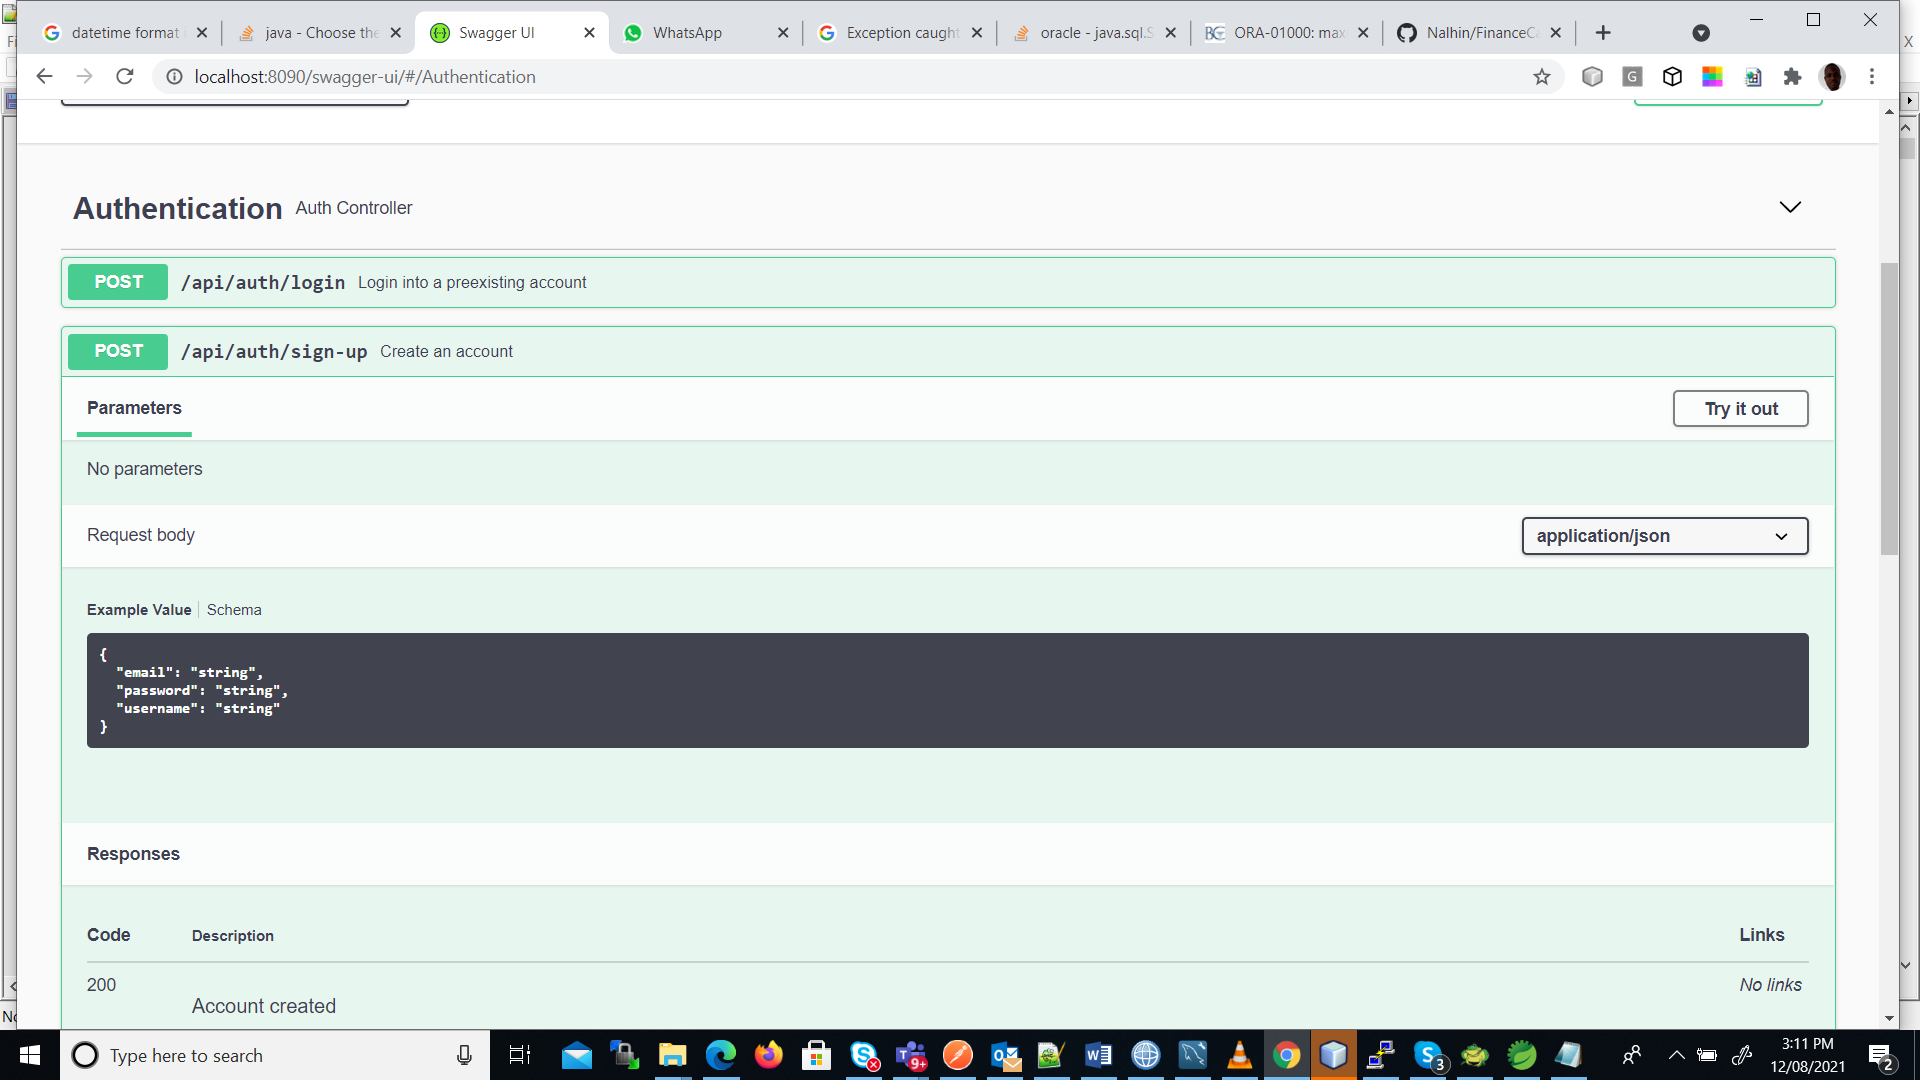 datetime format
java - Choose the
Swagger UI
WhatsApp
Exception caught
oracle - java.sql.S
ORA-01000: max
Nalhin/FinanceCa
localhost:8090/swagger-ui/#/Authentication
Authentication Auth Controller
POST /api/auth/login Login into a preexisting account
POST /api/auth/sign-up Create an account
Parameters
Try it out
No parameters
Request body
application/json
Example Value Schema
{
"email": "string",
"password": "string",
"username": "string"
}
Responses
Code Description Links
200 No links
Account created
Type here to search
9+
3
3:11 PM
12/08/2021
2